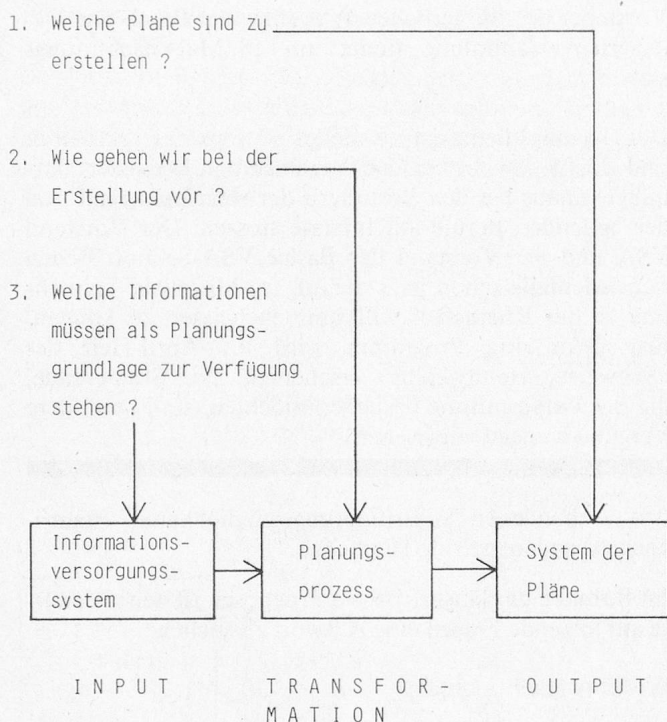 1. Welche Pläne sind zu
erstellen ?
2. Wie gehen wir bei der
Erstellung vor ?
3. Welche Informationen
müssen als Planungs-
grundlage zur Verfügung
stehen ?
Informations-
versorgungs-
system
Planungs-
prozess
System der
Pläne
INPUT
TRANSFOR-
MATION
OUTPUT